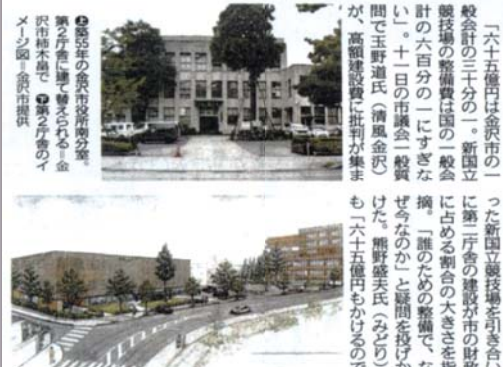 「六十五億円は金沢市の一
般会計の三十分の一。新国立
競技場の整備費は国の一般会
計の六百分の一にすぎな
い」。十一日の市議会一般質
問で玉野道氏（清風金沢）
が、高額建設費に批判が集ま
った新国立競技場を引き合い
に第二庁舎の建設が市の財政
に占める割合の大きさを指
摘。「誰のための整備で、な
ぜ今なのか」と疑問を投げか
けた。熊野盛夫氏（みどり）
も「六十五億円もかけるので
㊤築55年の金沢市役所南分室。
第2庁舎に建て替えられる＝金
沢市柿木畠で ㊦第2庁舎のイ
メージ図＝金沢市提供